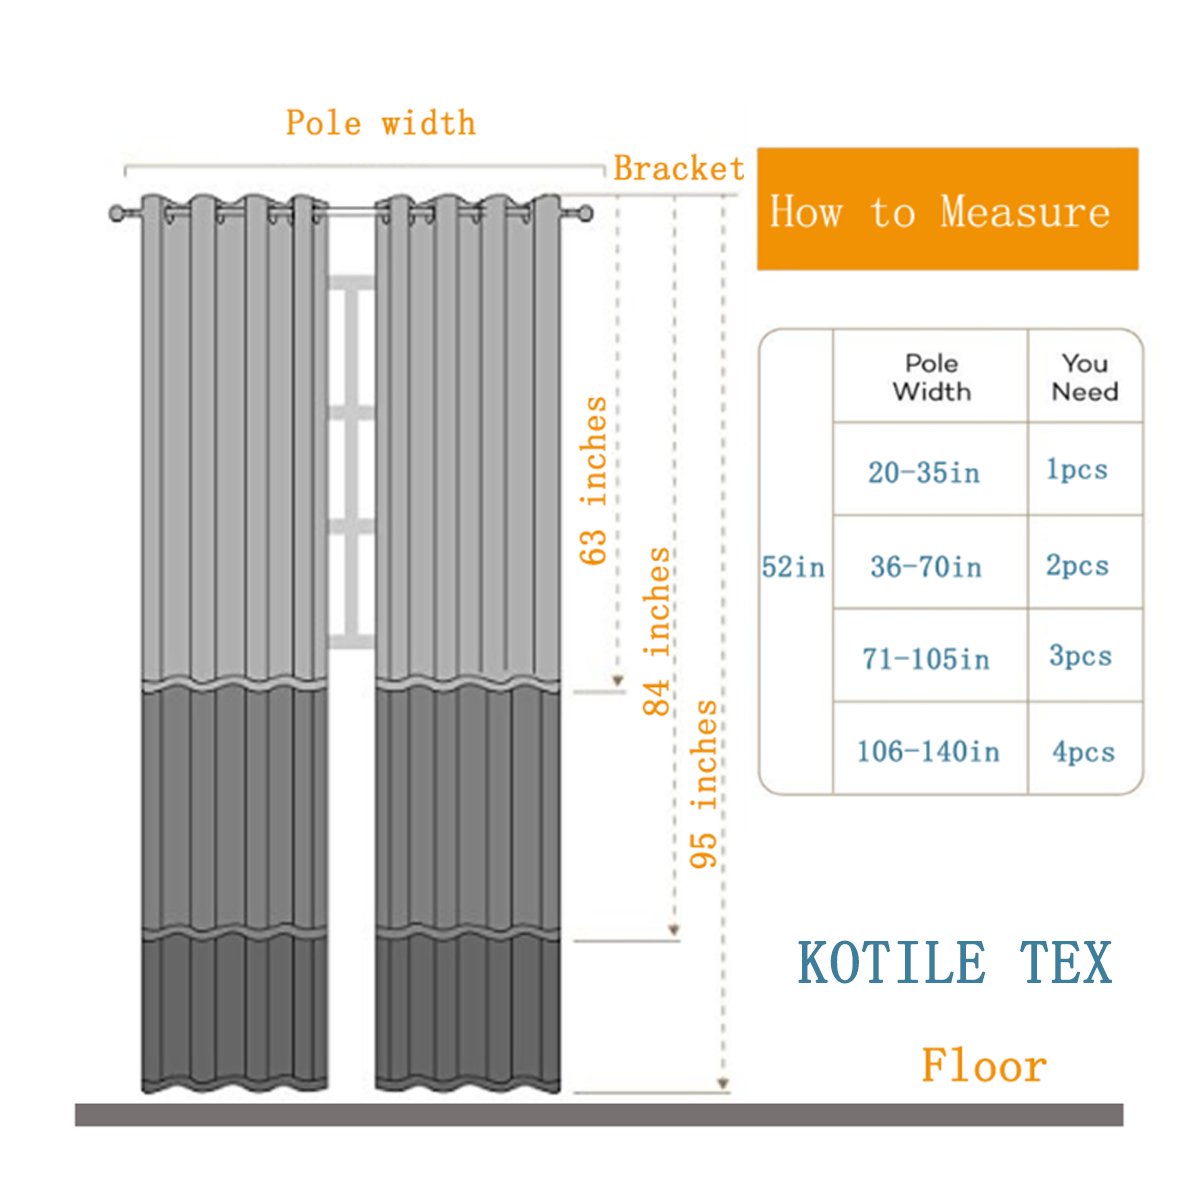 Pole width
Bracket
How to Measure
63 inches
84 inches
95 inches
52in
Pole
Width
You
Need
20-35in
1pcs
36-70in
2pcs
71-105in
3pcs
106-140in
4pcs
KOTILE TEX
Floor